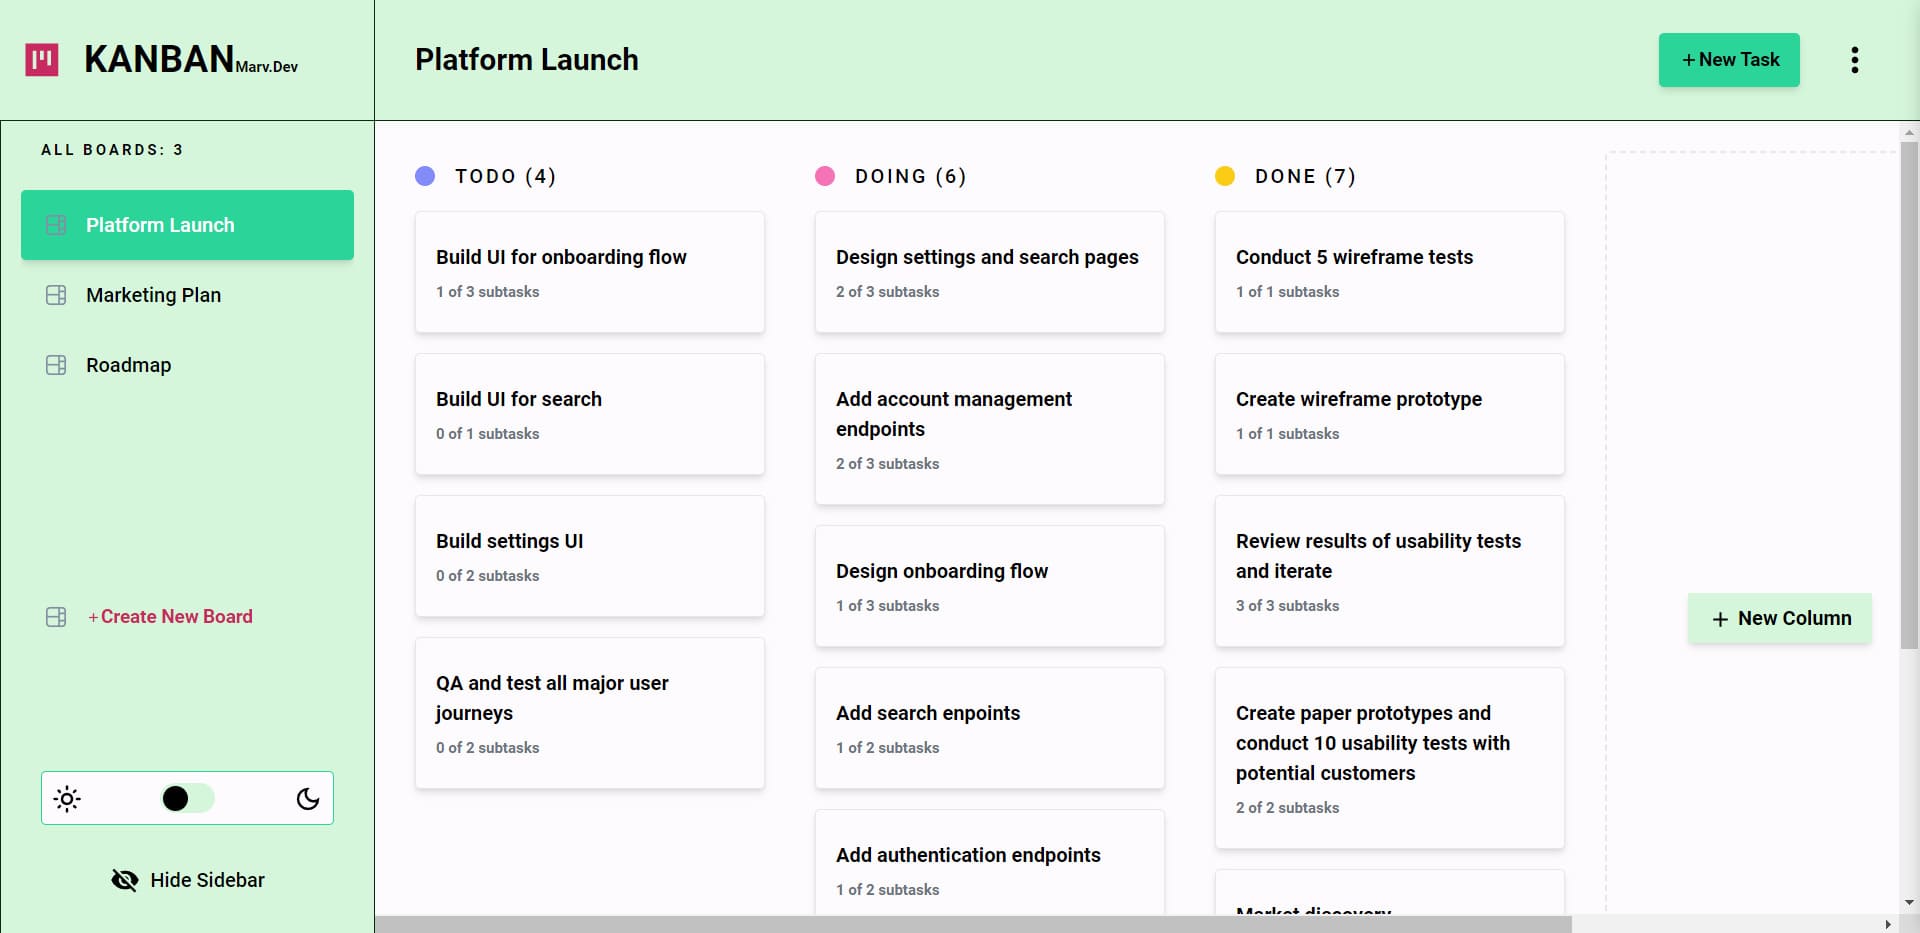 KANBAN Marv.Dev
Platform Launch
+ New Task
ALL BOARDS: 3
Platform Launch
Marketing Plan
Roadmap
+ Create New Board
Hide Sidebar
TODO (4)
Build UI for onboarding flow
1 of 3 subtasks
Build UI for search
0 of 1 subtasks
Build settings UI
0 of 2 subtasks
QA and test all major user
journeys
0 of 2 subtasks
DOING (6)
Design settings and search pages
2 of 3 subtasks
Add account management
endpoints
2 of 3 subtasks
Design onboarding flow
1 of 3 subtasks
Add search enpoints
1 of 2 subtasks
Add authentication endpoints
1 of 2 subtasks
DONE (7)
Conduct 5 wireframe tests
1 of 1 subtasks
Create wireframe prototype
1 of 1 subtasks
Review results of usability tests
and iterate
3 of 3 subtasks
Create paper prototypes and
conduct 10 usability tests with
potential customers
2 of 2 subtasks
Market discovery
+ New Column